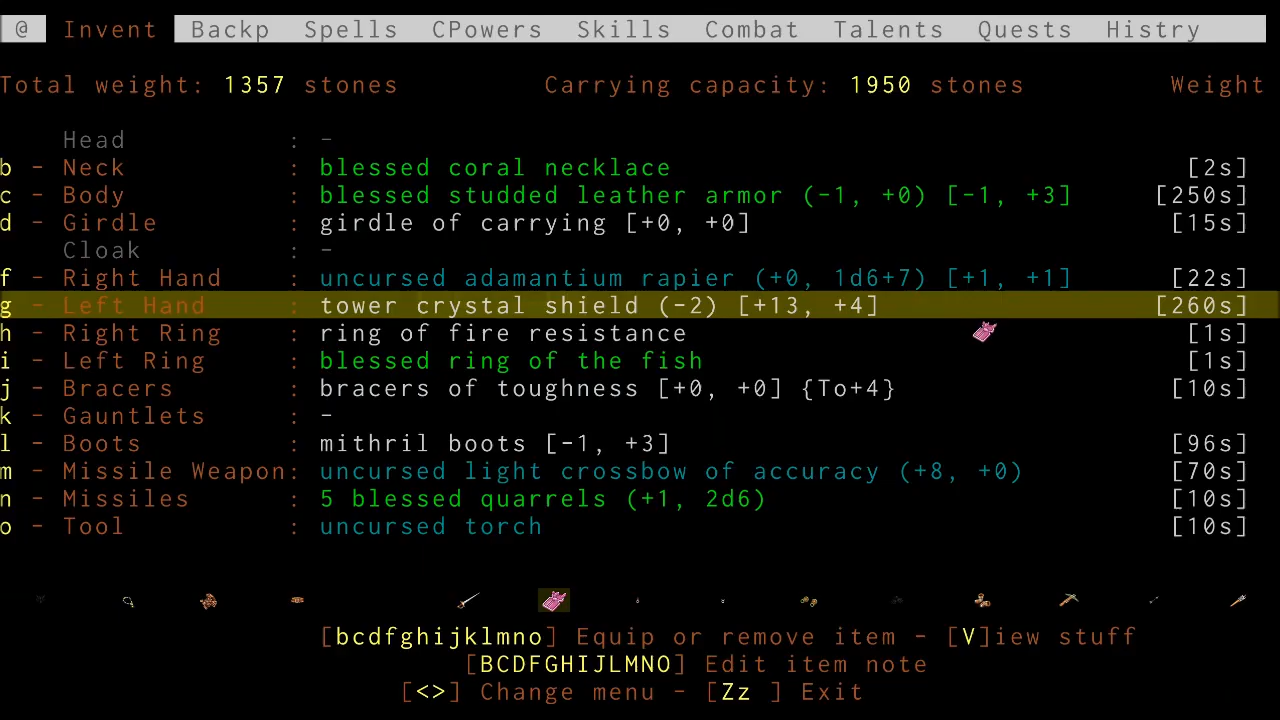 @ Invent Backp Spells CPowers Skills Combat Talents Quests Histry
Total weight: 1357 stones Carrying capacity: 1950 stones Weight
Head : -
b - Neck : blessed coral necklace [2s]
c - Body : blessed studded leather armor (-1, +0) [-1, +3] [250s]
d - Girdle : girdle of carrying [+0, +0] [15s]
Cloak : -
f - Right Hand : uncursed adamantium rapier (+0, 1d6+7) [+1, +1] [22s]
g - Left Hand : tower crystal shield (-2) [+13, +4] [260s]
h - Right Ring : ring of fire resistance [1s]
i - Left Ring : blessed ring of the fish [1s]
j - Bracers : bracers of toughness [+0, +0] {To+4} [10s]
k - Gauntlets : -
l - Boots : mithril boots [-1, +3] [96s]
m - Missile Weapon: uncursed light crossbow of accuracy (+8, +0) [70s]
n - Missiles : 5 blessed quarrels (+1, 2d6) [10s]
o - Tool : uncursed torch [10s]
[bcdfghijklmno] Equip or remove item - [V]iew stuff
[BCDFGHIJLMNO] Edit item note
[<>] Change menu - [Zz ] Exit